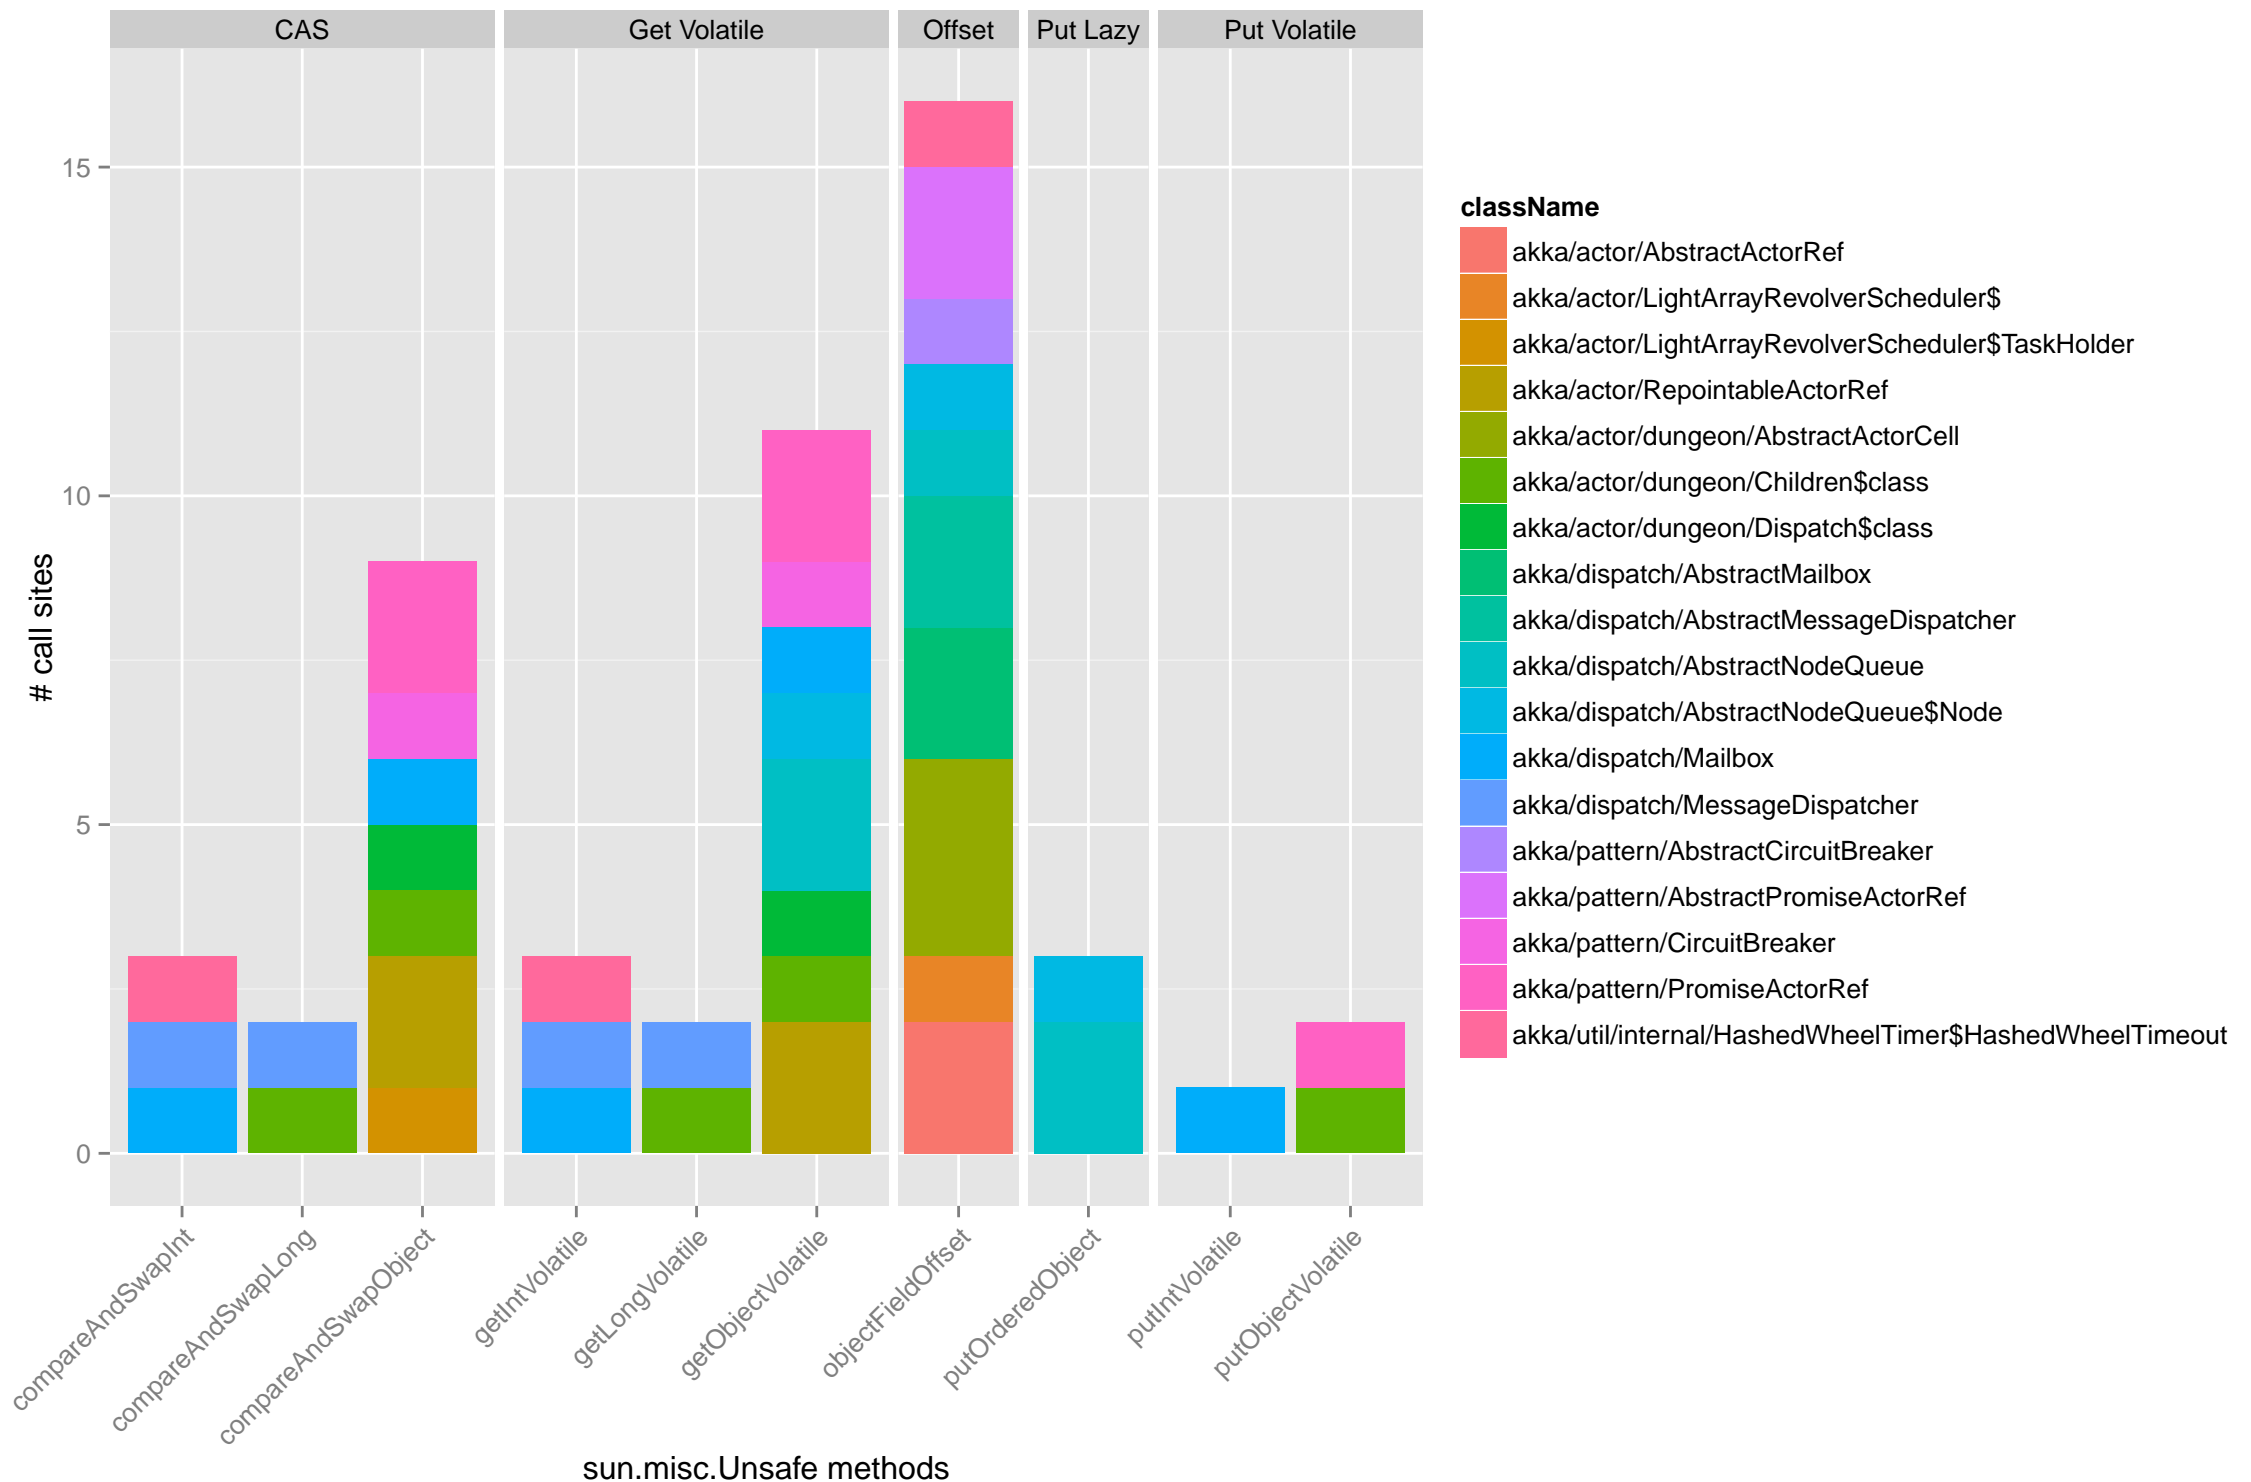 CAS Get Volatile Offset Put Lazy Put Volatile
15
10
5
0
# call sites
compareAndSwapInt
compareAndSwapLong
compareAndSwapObject
getIntVolatile
getLongVolatile
getObjectVolatile
objectFieldOffset
putOrderedObject
putIntVolatile
putObjectVolatile
sun.misc.Unsafe methods
className
akka/actor/AbstractActorRef
akka/actor/LightArrayRevolverScheduler$
akka/actor/LightArrayRevolverScheduler$TaskHolder
akka/actor/RepointableActorRef
akka/actor/dungeon/AbstractActorCell
akka/actor/dungeon/Children$class
akka/actor/dungeon/Dispatch$class
akka/dispatch/AbstractMailbox
akka/dispatch/AbstractMessageDispatcher
akka/dispatch/AbstractNodeQueue
akka/dispatch/AbstractNodeQueue$Node
akka/dispatch/Mailbox
akka/dispatch/MessageDispatcher
akka/pattern/AbstractCircuitBreaker
akka/pattern/AbstractPromiseActorRef
akka/pattern/CircuitBreaker
akka/pattern/PromiseActorRef
akka/util/internal/HashedWheelTimer$HashedWheelTimeout